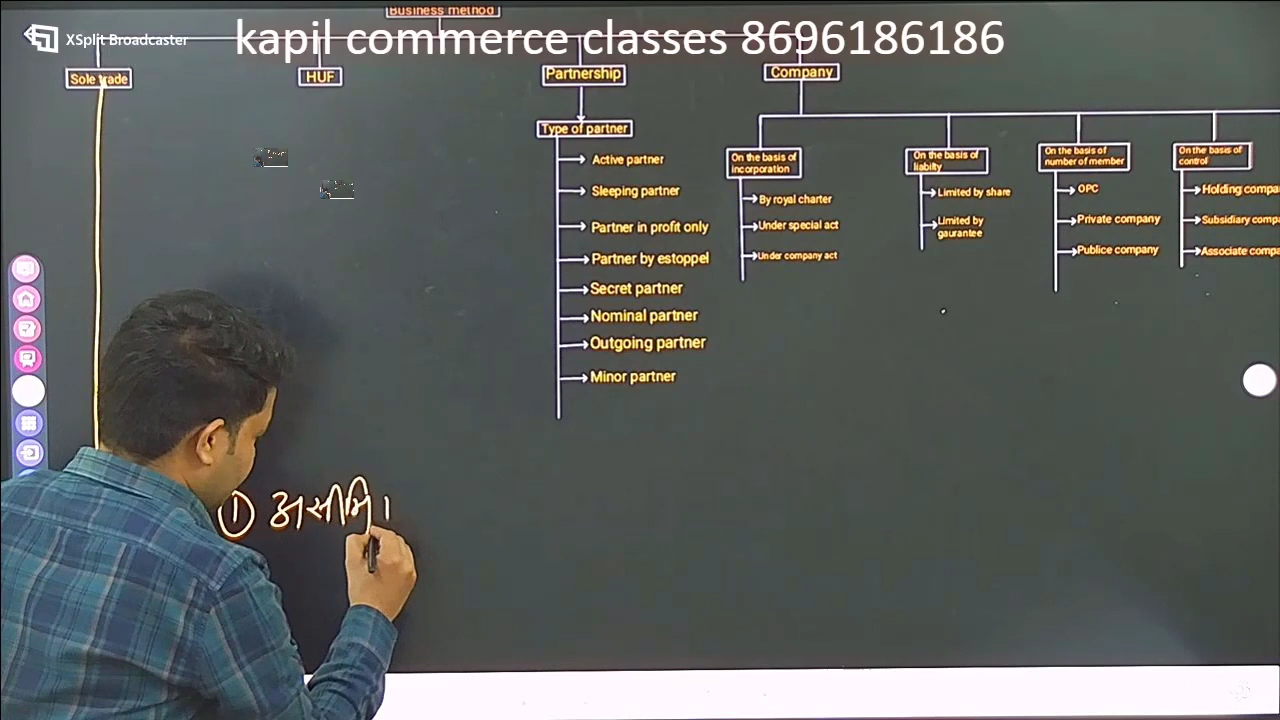 Business method
XSplit Broadcaster
kapil commerce classes 8696186186
Sole trade
HUF
Partnership
Company
Type of partner
Active partner
Sleeping partner
Partner in profit only
Partner by estoppel
Secret partner
Nominal partner
Outgoing partner
Minor partner
On the basis of
incorporation
By royal charter
Under special act
Under company act
On the basis of
liabilty
Limited by share
Limited by
gaurantee
On the basis of
number of member
OPC
Private company
Publice company
On the basis of
control
Holding compa
Subsidiary comp
Associate compa
① असीमि